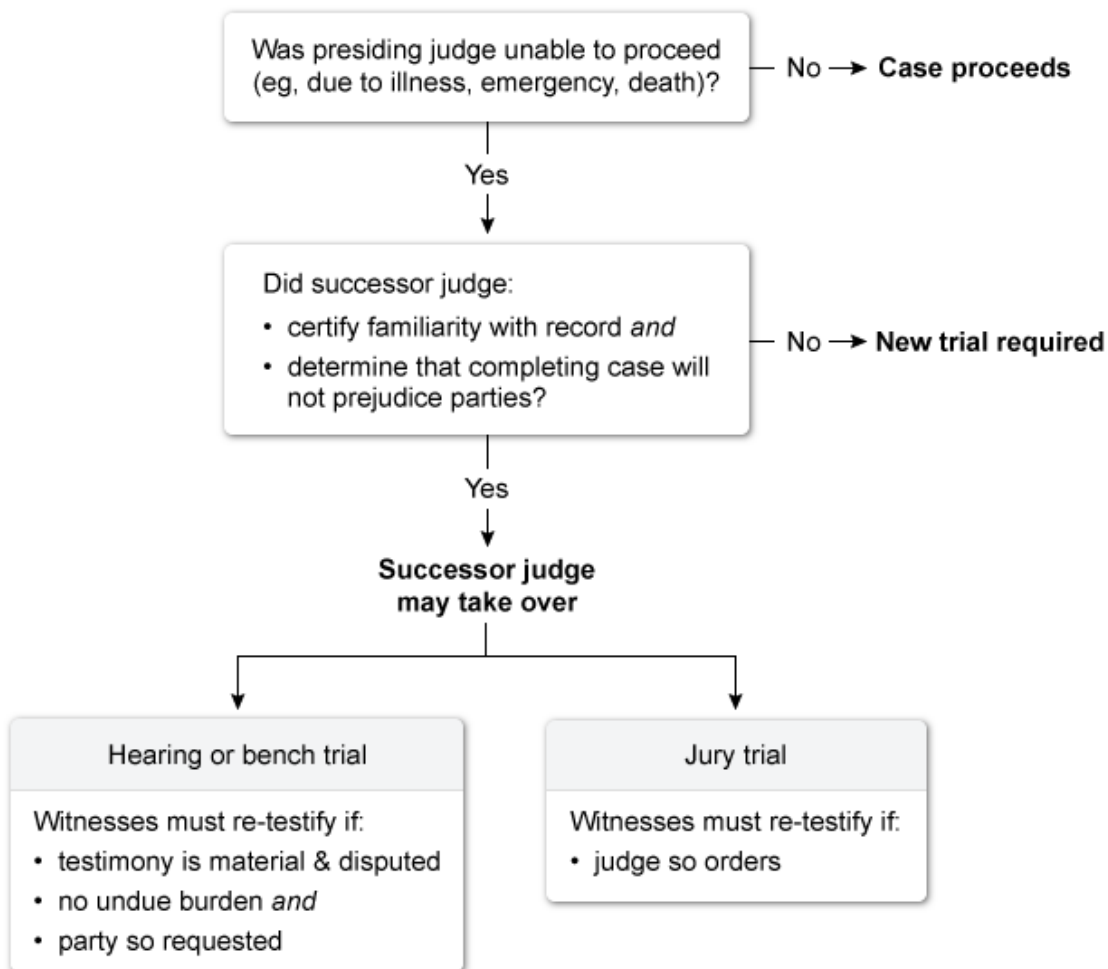 Was presiding judge unable to proceed
(eg, due to illness, emergency, death)?
No
Case proceeds
Yes
Did successor judge:
• certify familiarity with record and
• determine that completing case will
not prejudice parties?
No
New trial required
Yes
Successor judge
may take over
Hearing or bench trial
Witnesses must re-testify if:
• testimony is material & disputed
• no undue burden and
• party so requested
Jury trial
Witnesses must re-testify if:
• judge so orders